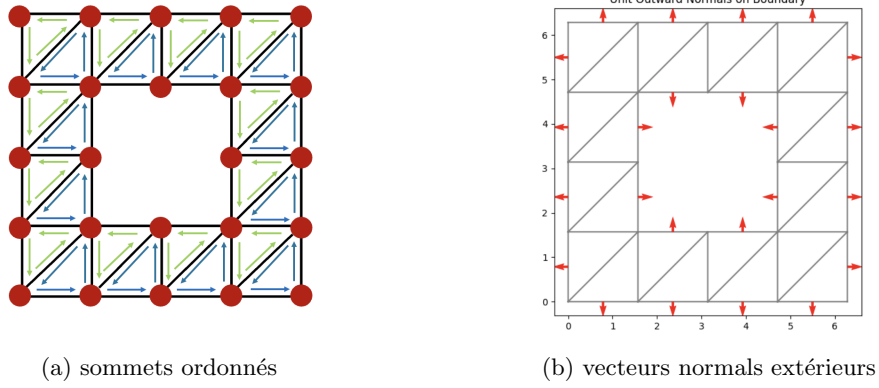 Unit Outward Normals on Boundary
6
5
4
3
2
1
0
0 1 2 3 4 5 6
(a) sommets ordonnés
(b) vecteurs normals extérieurs